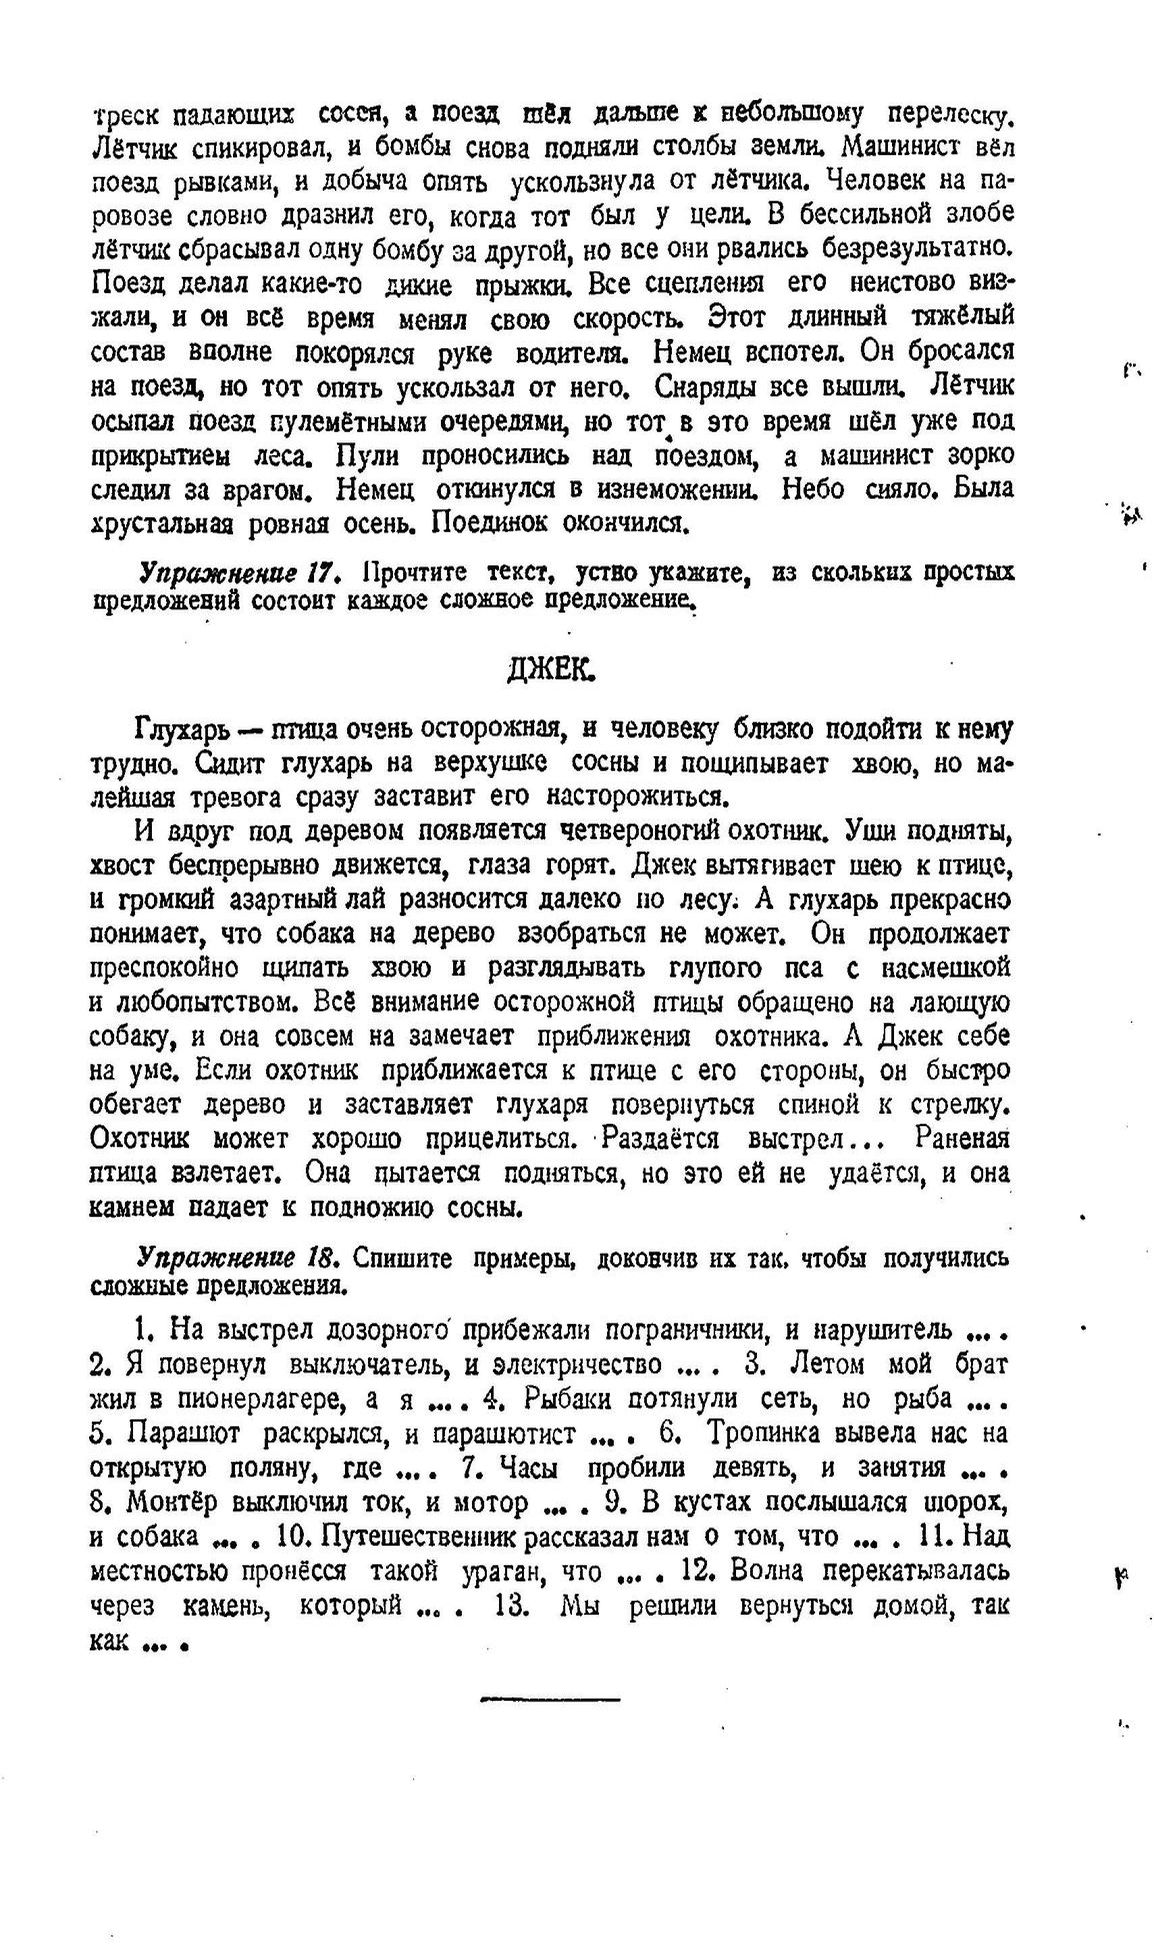 треск падающих сосен, а поезд шёл дальше к небольшому перелеску.
Лётчик спикировал, и бомбы снова подняли столбы земли. Машинист вёл
поезд рывками, и добыча опять ускользнула от лётчика. Человек на па-
ровозе словно дразнил его, когда тот был у цели. В бессильной злобе
лётчик сбрасывал одну бомбу за другой, но все они рвались безрезультатно.
Поезд делал какие-то дикие прыжки. Все сцепления его неистово виз-
жали, и он всё время менял свою скорость. Этот длинный тяжёлый
состав вполне покорялся руке водителя. Немец вспотел. Он бросался
на поезд, но тот опять ускользал от него. Снаряды все вышли. Лётчик
осыпал поезд пулемётными очередями, но тот в это время шёл уже под
прикрытием леса. Пули проносились над поездом, а машинист зорко
следил за врагом. Немец откинулся в изнеможении. Небо сияло. Была
хрустальная ровная осень. Поединок окончился.
Упражнение 17. Прочтите текст, устно укажите, из скольких простых
предложений состоит каждое сложное предложение.
ДЖЕК.
Глухарь — птица очень осторожная, и человеку близко подойти к нему
трудно. Сидит глухарь на верхушке сосны и пощипывает хвою, но ма-
лейшая тревога сразу заставит его насторожиться.
И вдруг под деревом появляется четвероногий охотник. Уши подняты,
хвост беспрерывно движется, глаза горят. Джек вытягивает шею к птице,
и громкий азартный лай разносится далеко по лесу. А глухарь прекрасно
понимает, что собака на дерево взобраться не может. Он продолжает
преспокойно щипать хвою и разглядывать глупого пса с насмешкой
и любопытством. Всё внимание осторожной птицы обращено на лающую
собаку, и она совсем на замечает приближения охотника. А Джек себе
на уме. Если охотник приближается к птице с его стороны, он быстро
обегает дерево и заставляет глухаря повернуться спиной к стрелку.
Охотник может хорошо прицелиться. Раздаётся выстрел... Раненая
птица взлетает. Она пытается подняться, но это ей не удаётся, и она
камнем падает к подножию сосны.
Упражнение 18. Спишите примеры, докончив их так, чтобы получились
сложные предложения.
1. На выстрел дозорного прибежали пограничники, и нарушитель ... .
2. Я повернул выключатель, и электричество ... . 3. Летом мой брат
жил в пионерлагере, а я ... . 4. Рыбаки потянули сеть, но рыба ... .
5. Парашют раскрылся, и парашютист ... . 6. Тропинка вывела нас на
открытую поляну, где ... . 7. Часы пробили девять, и занятия ... .
8. Монтёр выключил ток, и мотор ... . 9. В кустах послышался шорох,
и собака ... . 10. Путешественник рассказал нам о том, что ... . 11. Над
местностью пронёсся такой ураган, что ... . 12. Волна перекатывалась
через камень, который ... . 13. Мы решили вернуться домой, так
как ... .